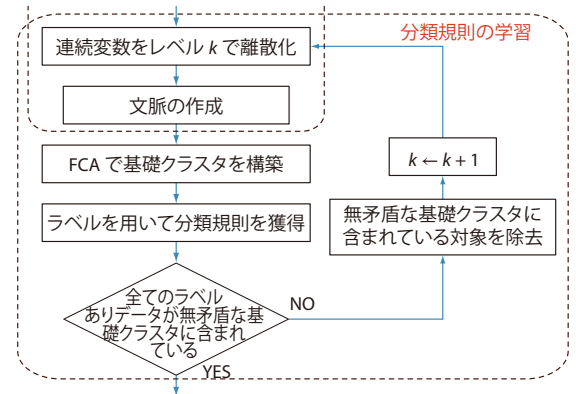 分類規則の学習
連続変数をレベル k で離散化
文脈の作成
FCA で基礎クラスタを構築
ラベルを用いて分類規則を獲得
全てのラベル
ありデータが無矛盾な基
礎クラスタに含まれ
ている
NO
YES
無矛盾な基礎クラスタに
含まれている対象を除去
k ← k + 1